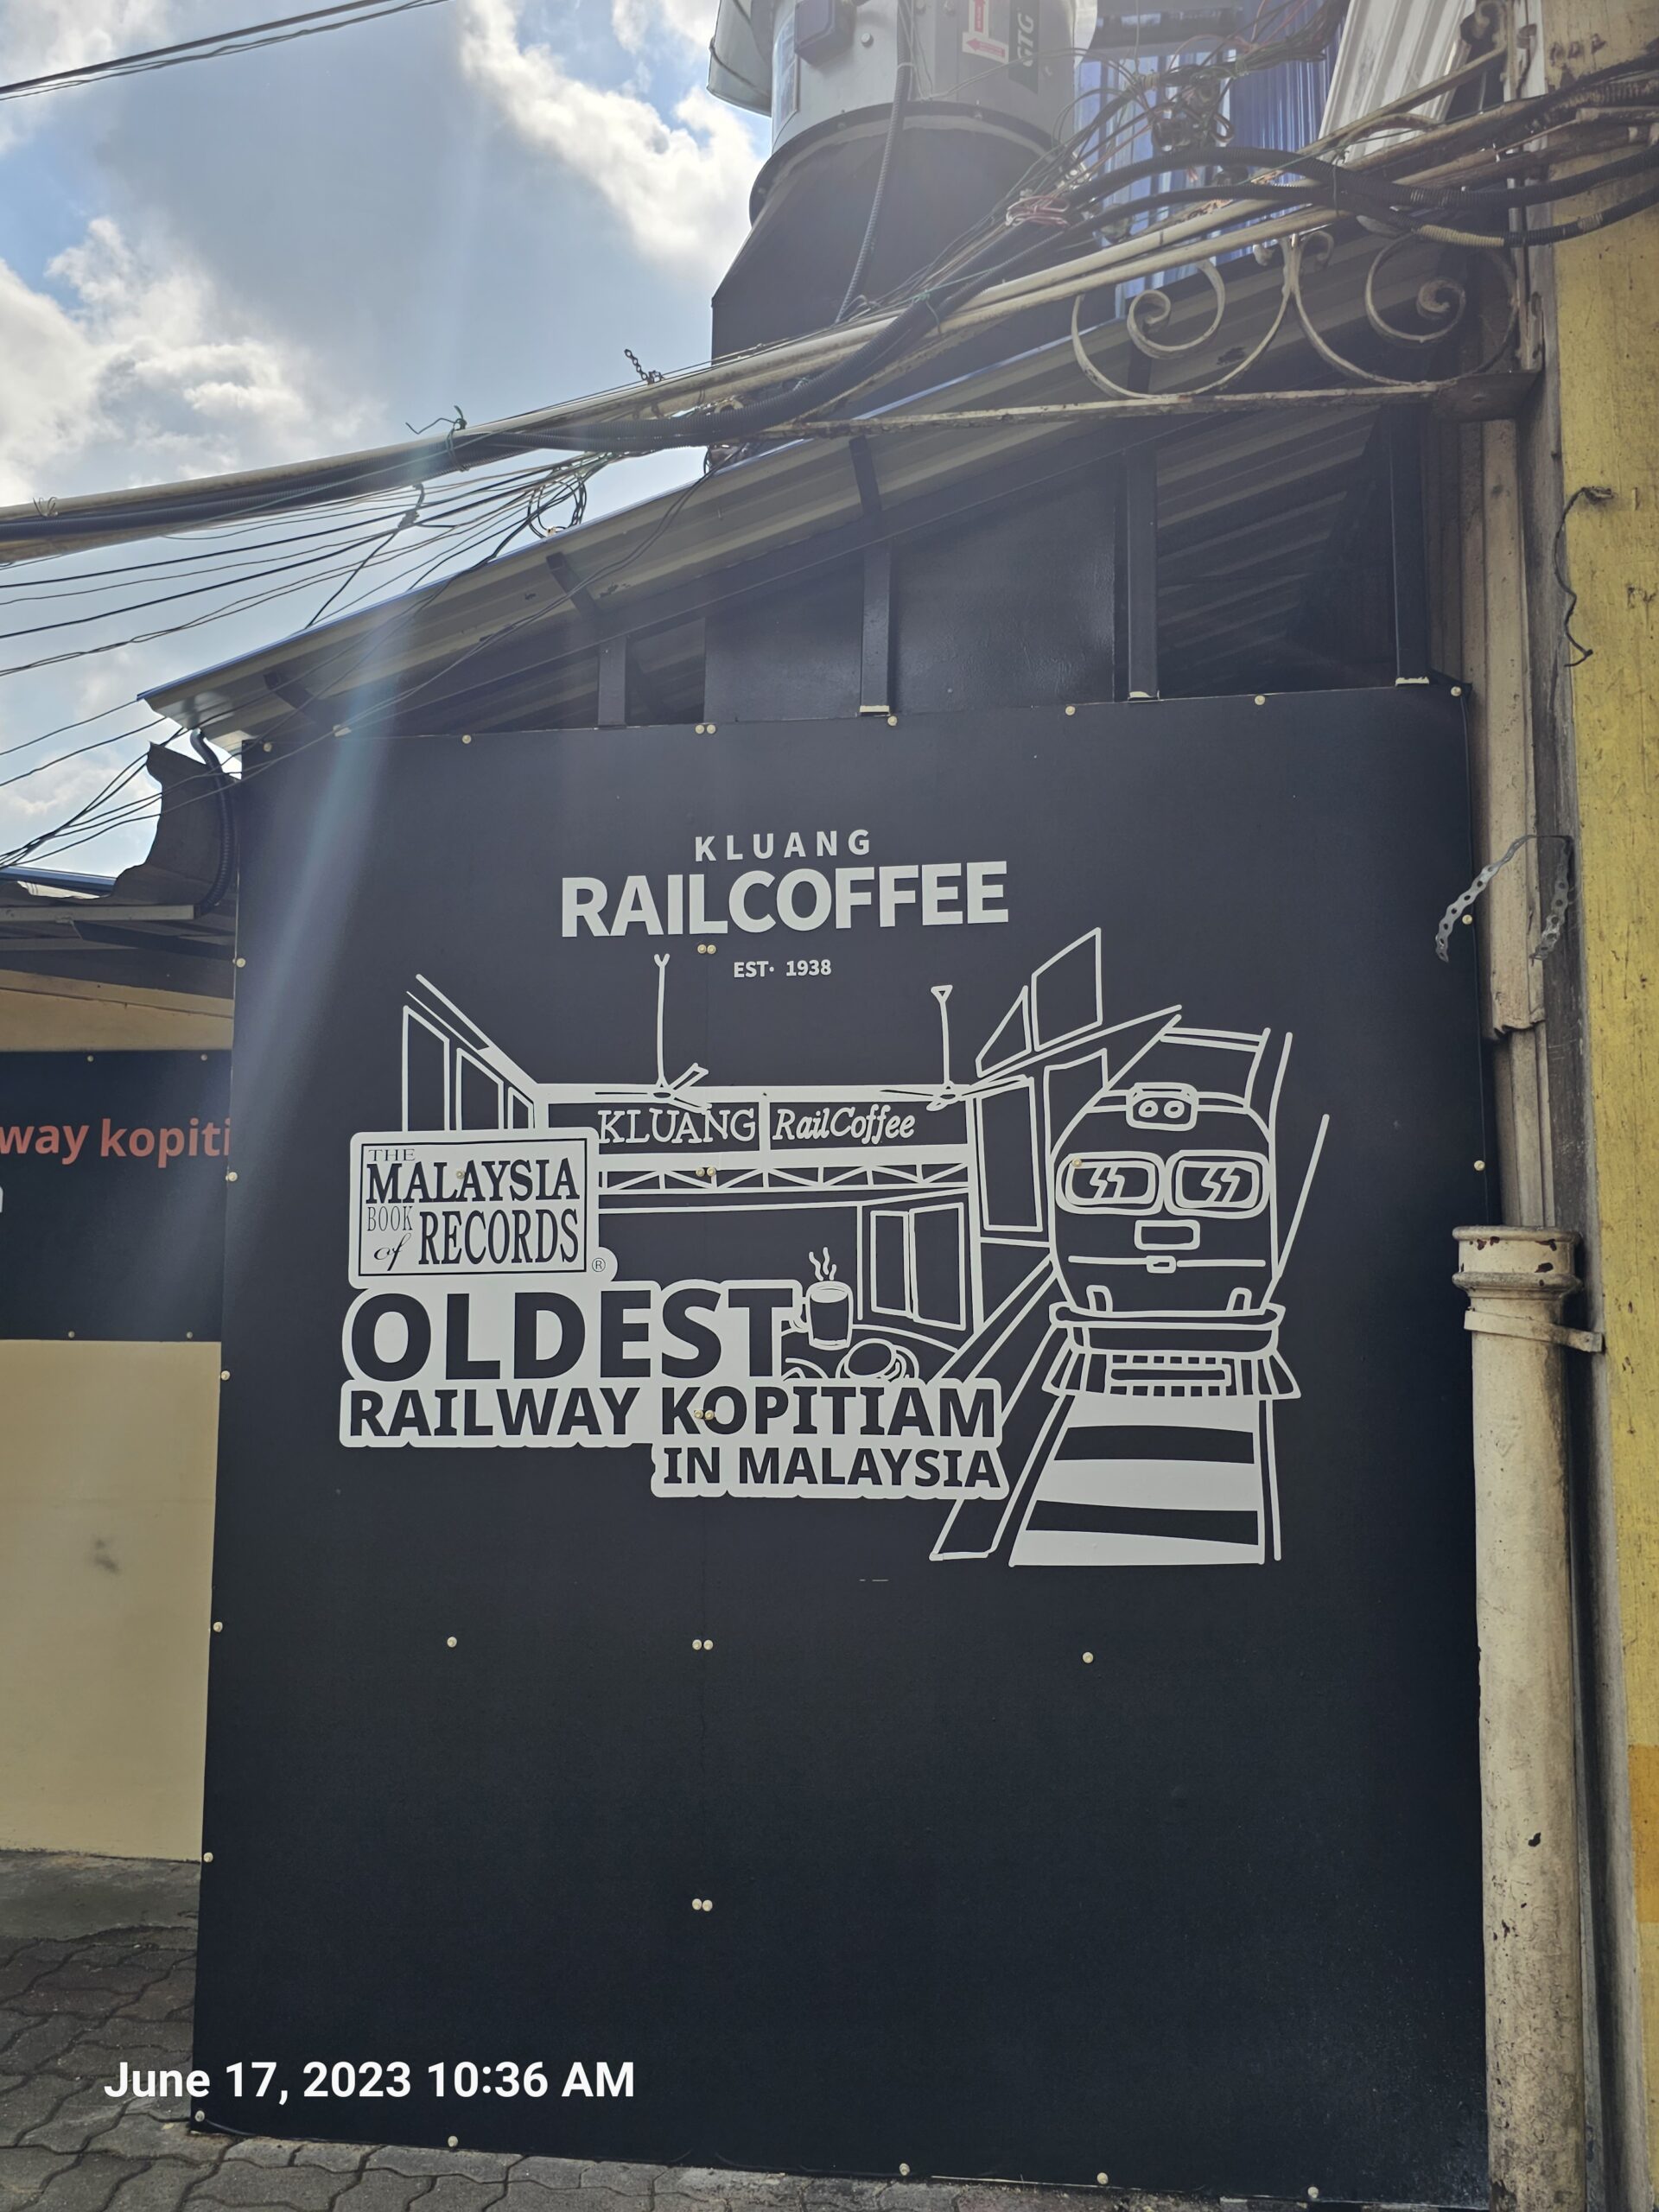 KLUANG
RAILCOFFEE
EST· 1938
KLUANG RailCoffee
THE
MALAYSIA
BOOK
of RECORDS
®
OLDEST
RAILWAY KOPITIAM
IN MALAYSIA
way kopiti
GTG
June 17, 2023 10:36 AM